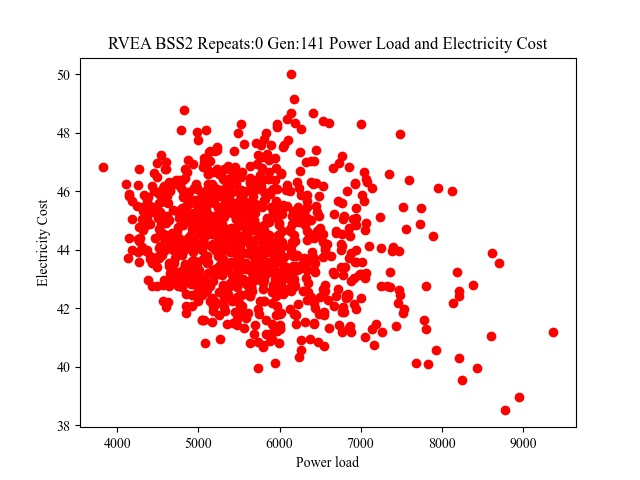 RVEA BSS2 Repeats:0 Gen:141 Power Load and Electricity Cost
50
48
46
44
42
40
38
Electricity Cost
4000 5000 6000 7000 8000 9000
Power load